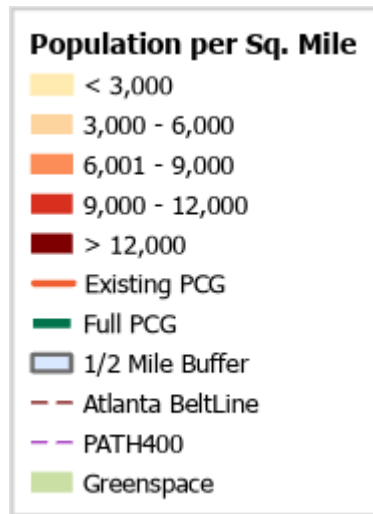 Population per Sq. Mile
< 3,000
3,000 - 6,000
6,001 - 9,000
9,000 - 12,000
> 12,000
Existing PCG
Full PCG
1/2 Mile Buffer
Atlanta BeltLine
PATH400
Greenspace